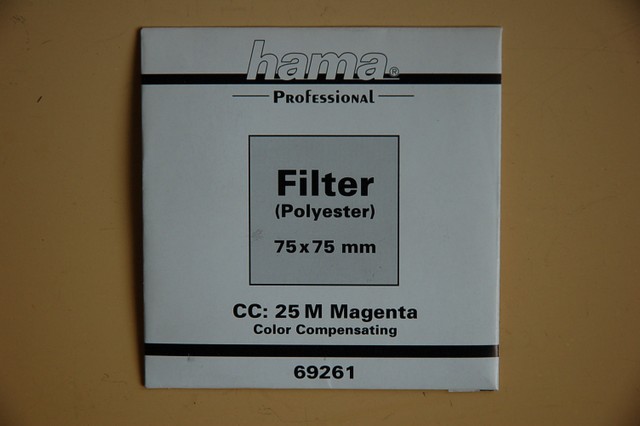 hama®
Professional
Filter
(Polyester)
75x75 mm
CC: 25 M Magenta
Color Compensating
69261